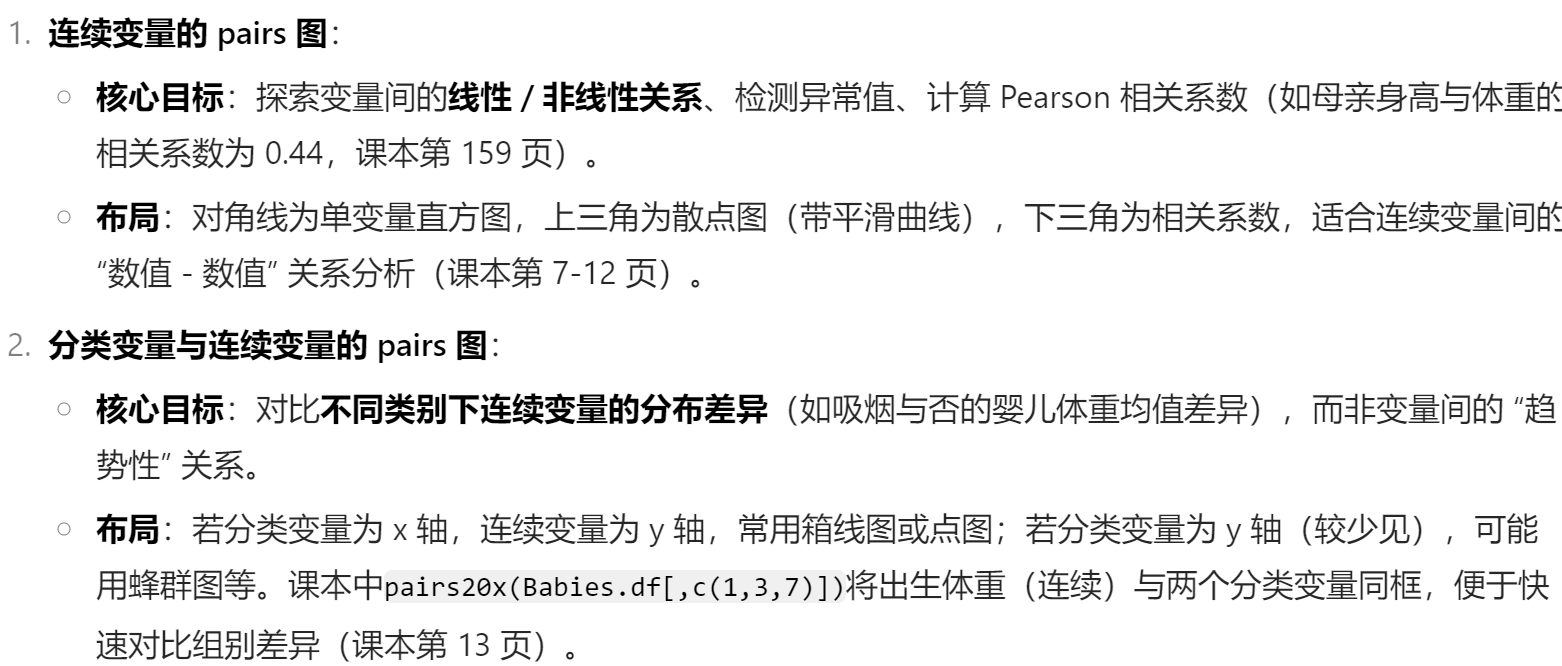 1. 连续变量的 pairs 图：
○ 核心目标：探索变量间的线性 / 非线性关系、检测异常值、计算 Pearson 相关系数（如母亲身高与体重的
相关系数为 0.44，课本第 159 页）。
○ 布局：对角线为单变量直方图，上三角为散点图（带平滑曲线），下三角为相关系数，适合连续变量间的
“数值 - 数值” 关系分析（课本第 7-12 页）。
2. 分类变量与连续变量的 pairs 图：
○ 核心目标：对比不同类别下连续变量的分布差异（如吸烟与否的婴儿体重均值差异），而非变量间的 “趋
势性” 关系。
○ 布局：若分类变量为 x 轴，连续变量为 y 轴，常用箱线图或点图；若分类变量为 y 轴（较少见），可能
用蜂群图等。课本中pairs20x(Babies.df[,c(1,3,7)])将出生体重（连续）与两个分类变量同框，便于快
速对比组别差异（课本第 13 页）。